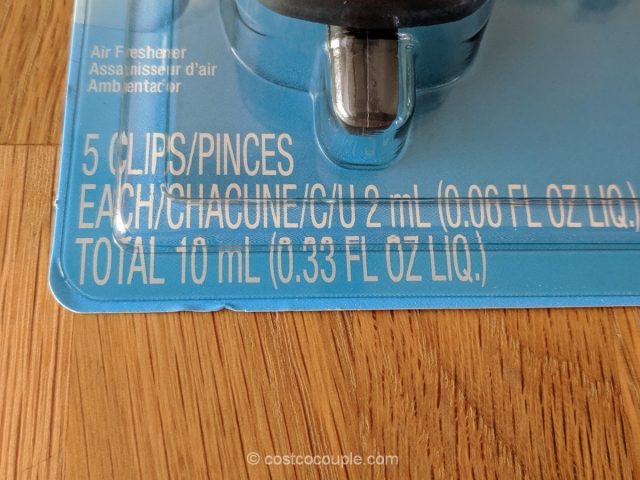 Air Freshener
Assainisseur d'air
Ambientador
5 CLIPS/PINCES
EACH/CHACUNE/C/U 2 mL (0.06 FL OZ LIQ.)
TOTAL 10 mL (0.33 FL OZ LIQ.)
© costcocouple.com